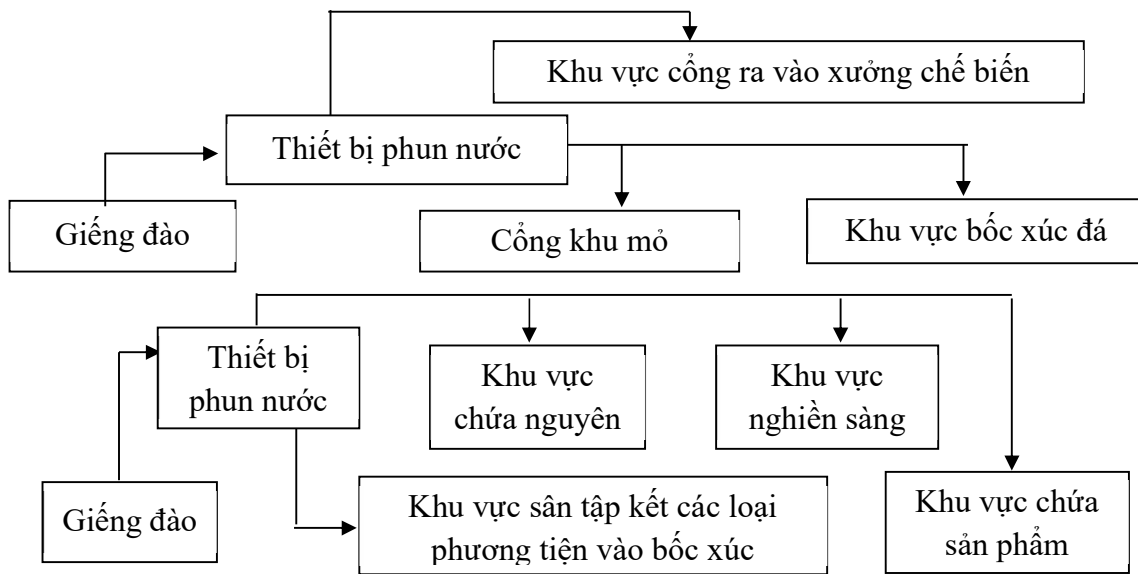 Khu vực cổng ra vào xưởng chế biến
Thiết bị phun nước
Giếng đào
Cổng khu mỏ
Khu vực bốc xúc đá
Thiết bị
phun nước
Khu vực
chứa nguyên
Khu vực
nghiền sàng
Giếng đào
Khu vực sân tập kết các loại
phương tiện vào bốc xúc
Khu vực chứa
sản phẩm